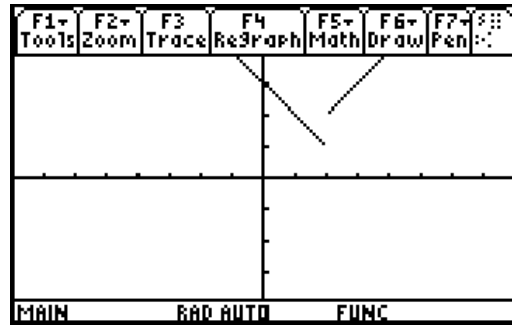 F1▾ F2▾ F3 F4 F5▾ F6▾ F7▾
Tools Zoom Trace ReGraph Math Draw Pen
MAIN RAD AUTO FUNC